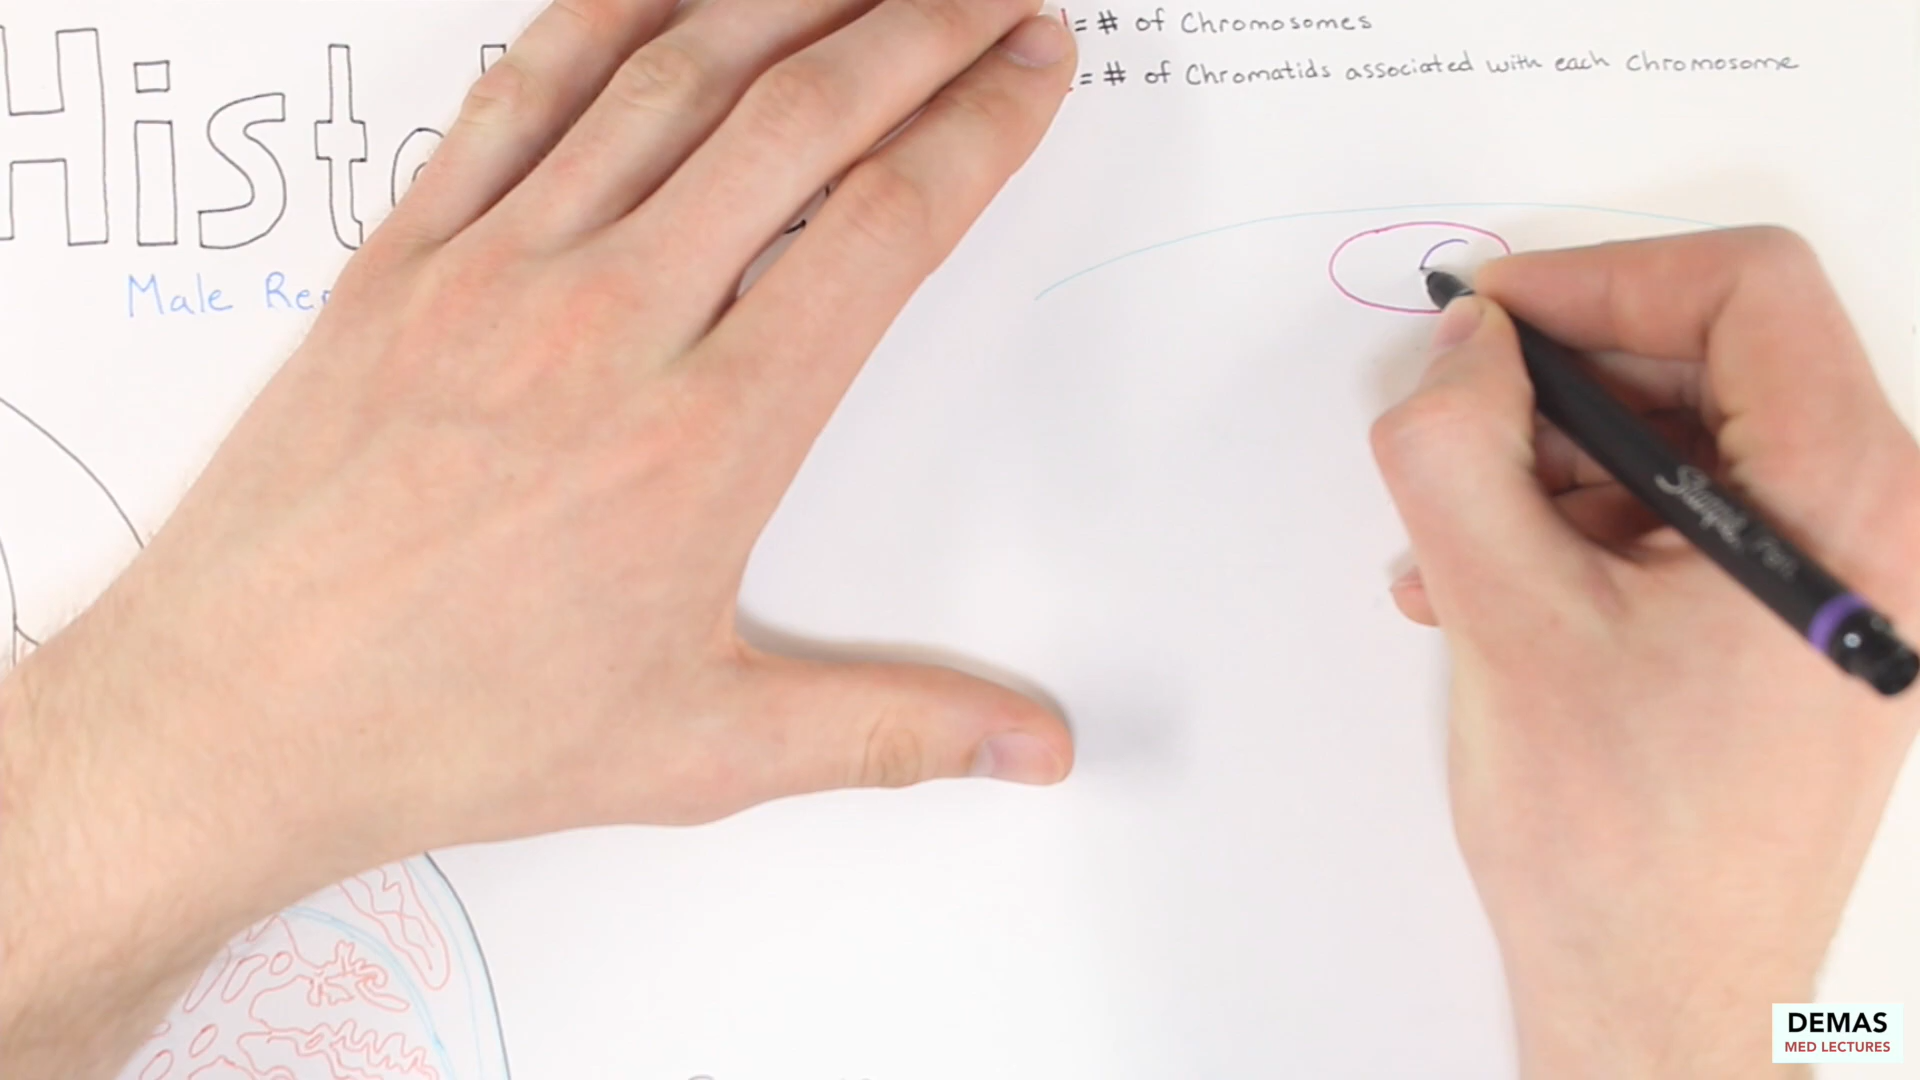 = # of Chromosomes
= # of Chromatids associated with each Chromosome
Hist
Male Re
Sharpie
DEMAS
MED LECTURES